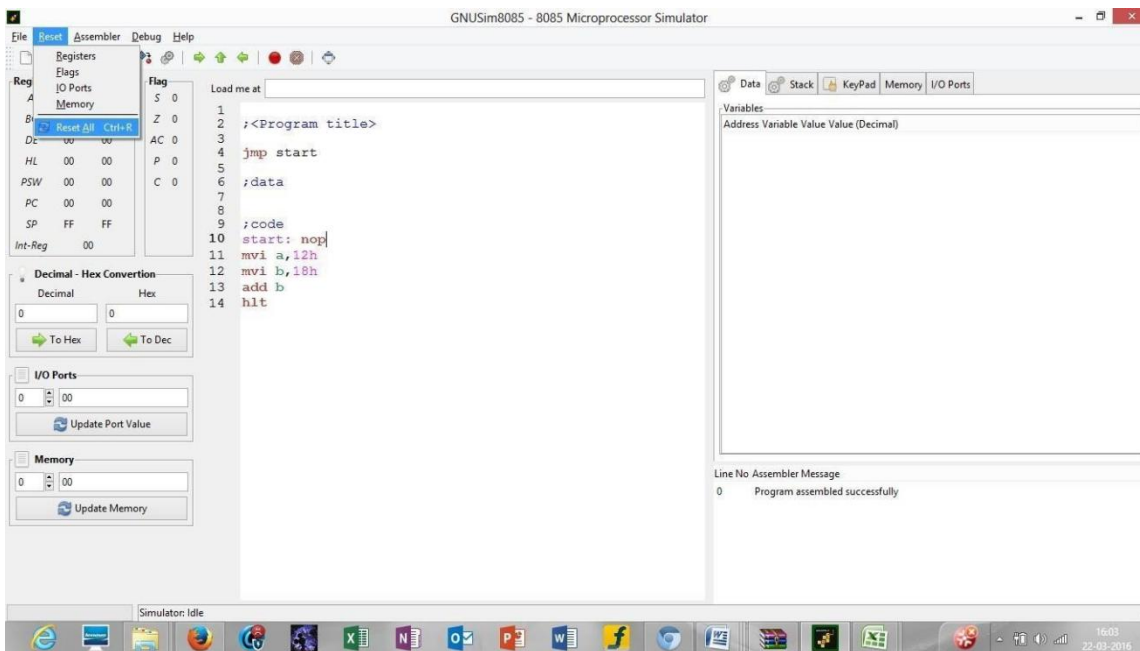 GNUSim8085 - 8085 Microprocessor Simulator
File Reset Assembler Debug Help
Registers
Flags
IO Ports
Memory
Reset All Ctrl+R
Flag
S 0
Z 0
AC 0
P 0
C 0
HL 00 00
PSW 00 00
PC 00 00
SP FF FF
Int-Reg 00
Decimal - Hex Convertion
Decimal Hex
0 0
To Hex To Dec
I/O Ports
0 00
Update Port Value
Memory
0 00
Update Memory
Load me at
1
2 ;<Program title>
3
4 jmp start
5
6 ;data
7
8
9 ;code
10 start: nop
11 mvi a,12h
12 mvi b,18h
13 add b
14 hlt
Data Stack KeyPad Memory I/O Ports
Variables
Address Variable Value Value (Decimal)
Line No Assembler Message
0 Program assembled successfully
Simulator: Idle
16:03
22-03-2016